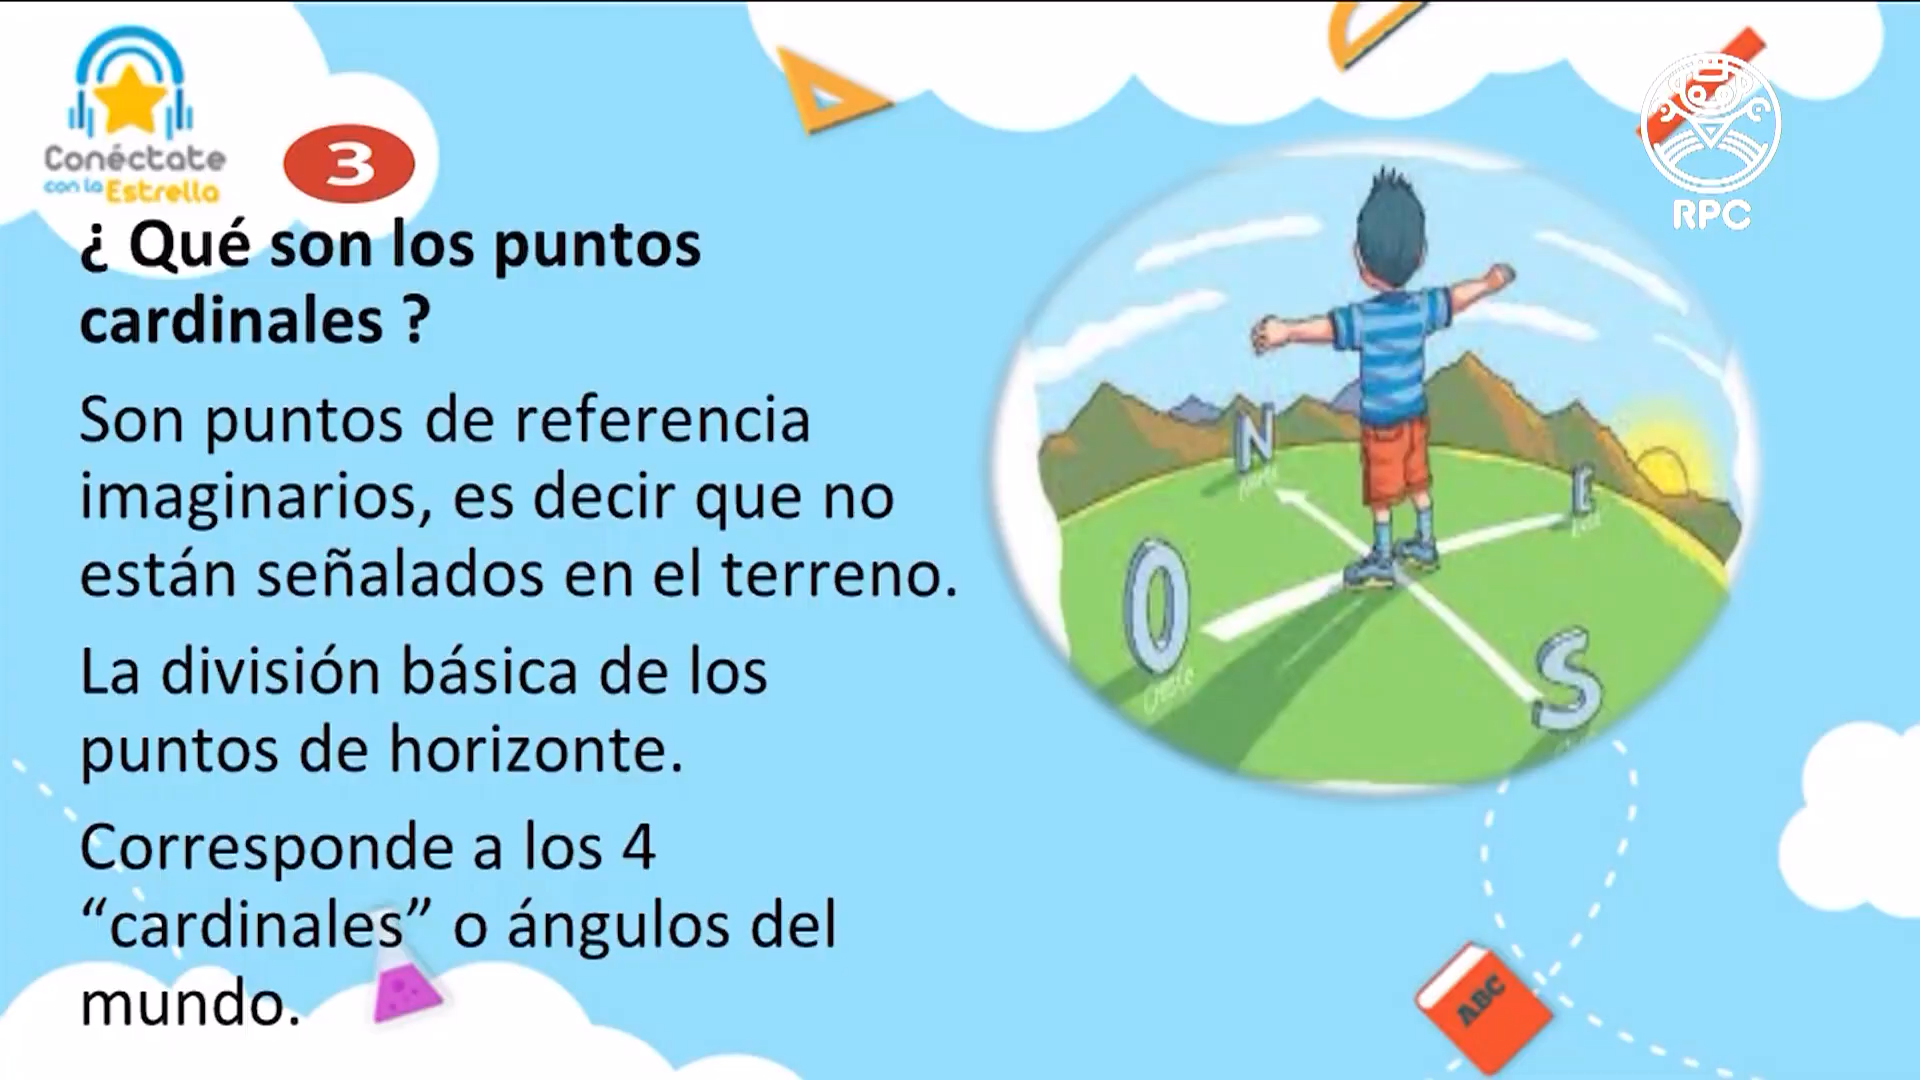 Conéctate
con la Estrella
3
RPC
¿ Qué son los puntos
cardinales ?
Son puntos de referencia
imaginarios, es decir que no
están señalados en el terreno.
La división básica de los
puntos de horizonte.
Corresponde a los 4
“cardinales” o ángulos del
mundo.
N
E
O
S
ABC